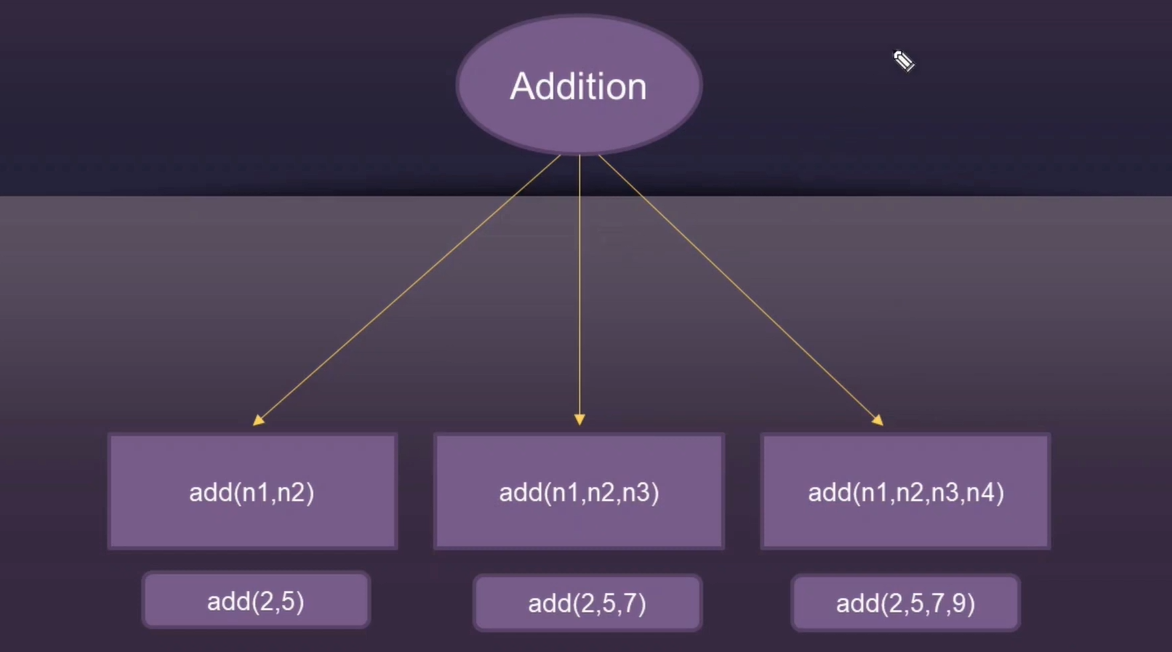 Addition
add(n1,n2)
add(n1,n2,n3)
add(n1,n2,n3,n4)
add(2,5)
add(2,5,7)
add(2,5,7,9)